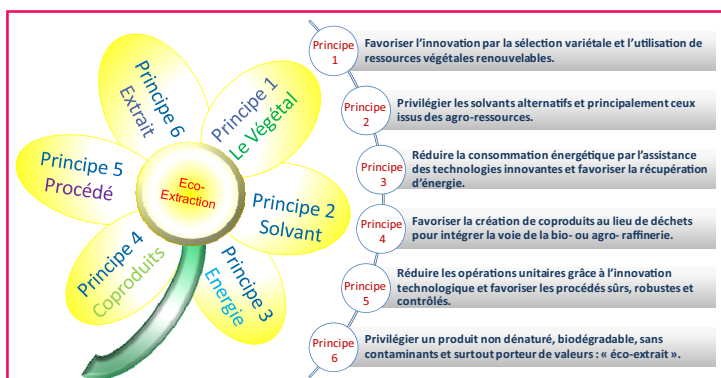 Principe 6
Extrait
Principe 1
Le Végétal
Principe 5
Procédé
Eco-
Extraction
Principe 2
Solvant
Principe 4
Coproduits
Principe 3
Energie
Principe
1
Favoriser l’innovation par la sélection variétale et l’utilisation de
ressources végétales renouvelables.
Principe
2
Privilégier les solvants alternatifs et principalement ceux
issus des agro-ressources.
Principe
3
Réduire la consommation énergétique par l’assistance
des technologies innovantes et favoriser la récupération
d’énergie.
Principe
4
Favoriser la création de coproduits au lieu de déchets
pour intégrer la voie de la bio- ou agro- raffinerie.
Principe
5
Réduire les opérations unitaires grâce à l’innovation
technologique et favoriser les procédés sûrs, robustes et
contrôlés.
Principe
6
Privilégier un produit non dénaturé, biodégradable, sans
contaminants et surtout porteur de valeurs : « éco-extrait ».